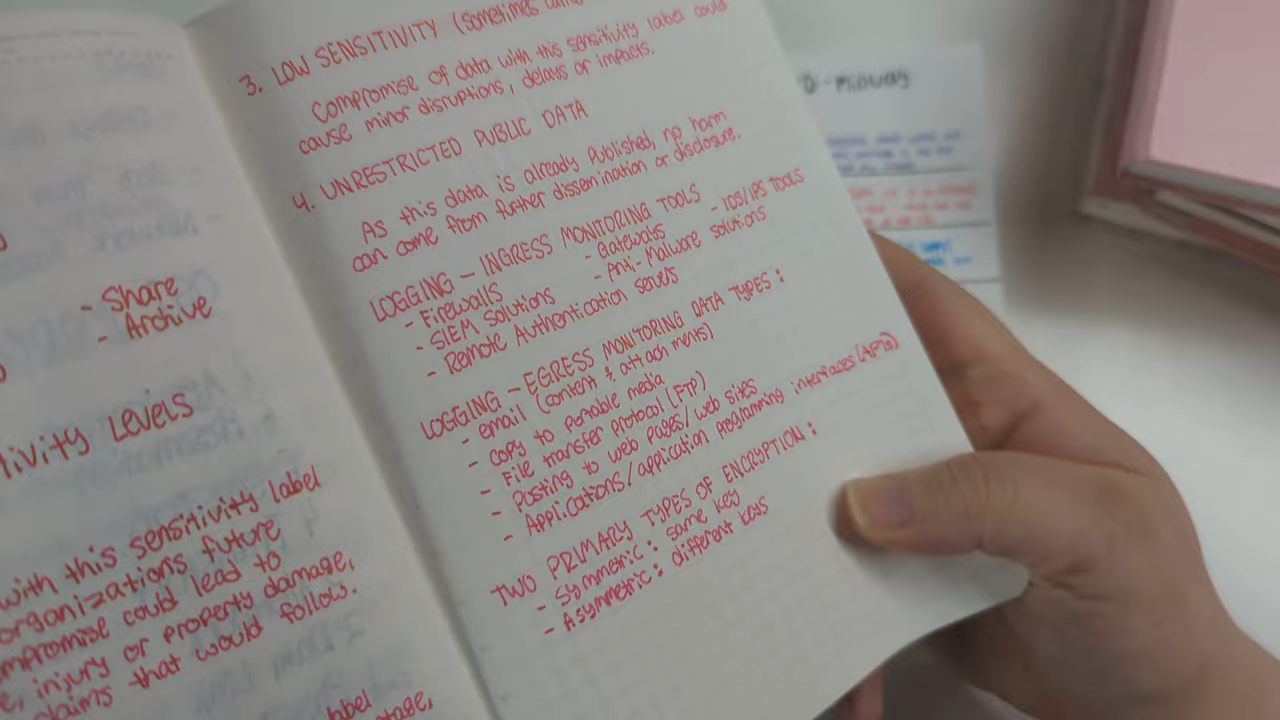 - Share
- Archive
LEVELS
with this sensitivity label
organizations future
could lead to
injury or property damage,
that would follow.
label
3. LOW SENSITIVITY (sometimes
compromise of data with this sensitivity label could
cause minor disruptions, delays or impacts.
4. UNRESTRICTED PUBLIC DATA
As this data is already published, no harm
can come from further dissemination or disclosure.
LOGGING – INGRESS MONITORING TOOLS
- Firewalls - Gateways - IDS/IPS TOOLS
- SIEM solutions - Anti-Malware solutions
- Remote Authentication servers
LOGGING – EGRESS MONITORING DATA TYPES :
- email (content & attachments)
- copy to portable media
- File transfer protocol (FTP)
- Posting to web pages/web sites
- Applications/application programming interfaces (APIs)
TWO PRIMARY TYPES OF ENCRYPTION :
- Symmetric : same key
- Asymmetric : different keys